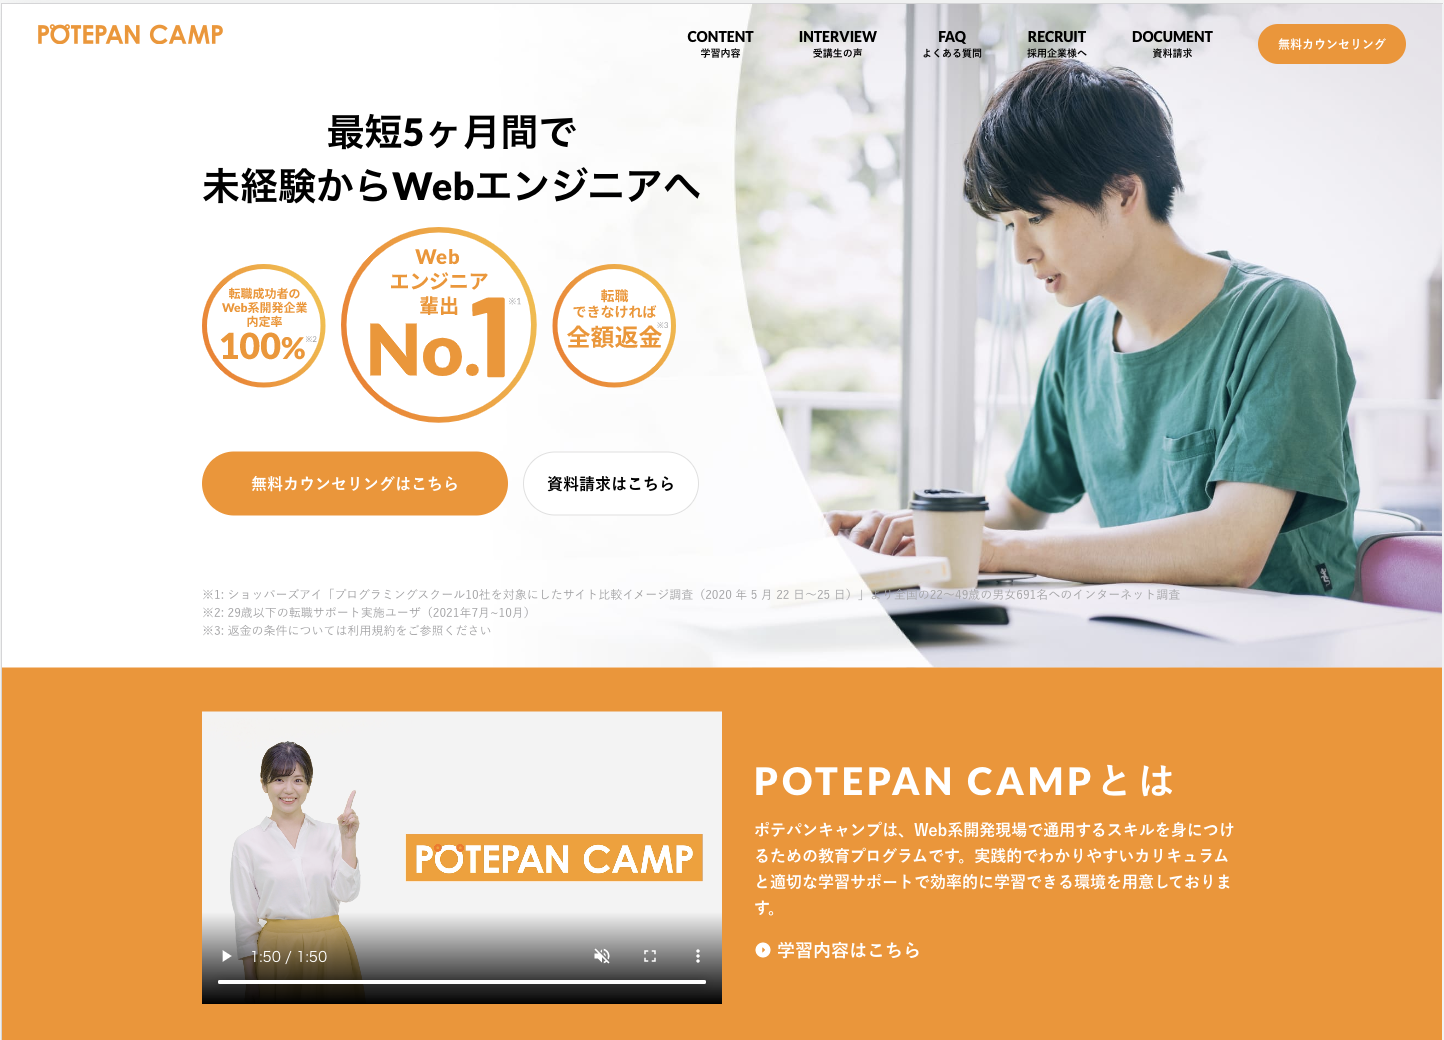 POTEPAN CAMP
CONTENT
学習内容
INTERVIEW
受講生の声
FAQ
よくある質問
RECRUIT
採用企業様へ
DOCUMENT
資料請求
無料カウンセリング
最短5ヶ月間で
未経験からWebエンジニアへ
転職成功者の
Web系開発企業
内定率
100% ※2
Web
エンジニア
輩出
No.1 ※1
転職
できなければ
全額返金 ※3
無料カウンセリングはこちら
資料請求はこちら
※1: ショッパーズアイ「プログラミングスクール10社を対象にしたサイト比較イメージ調査（2020 年 5 月 22 日〜25 日）」より全国の22〜49歳の男女691名へのインターネット調査
※2: 29歳以下の転職サポート実施ユーザ（2021年7月~10月）
※3: 返金の条件については利用規約をご参照ください
POTEPAN CAMP
1:50 / 1:50
POTEPAN CAMPとは
ポテパンキャンプは、Web系開発現場で通用するスキルを身につけ
るための教育プログラムです。実践的でわかりやすいカリキュラム
と適切な学習サポートで効率的に学習できる環境を用意しておりま
す。
学習内容はこちら